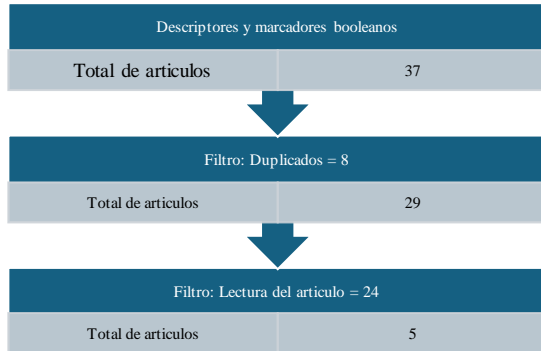 Descriptores y marcadores booleanos
Total de articulos 37
Filtro: Duplicados = 8
Total de articulos 29
Filtro: Lectura del articulo = 24
Total de articulos 5